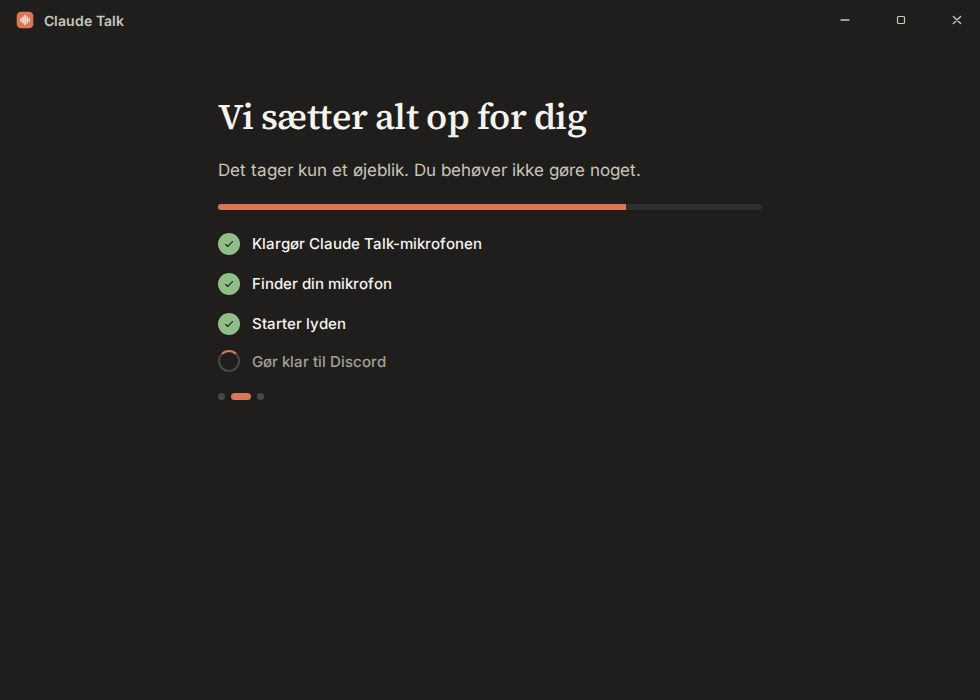 Claude Talk
Vi sætter alt op for dig
Det tager kun et øjeblik. Du behøver ikke gøre noget.
Klargør Claude Talk-mikrofonen
Finder din mikrofon
Starter lyden
Gør klar til Discord